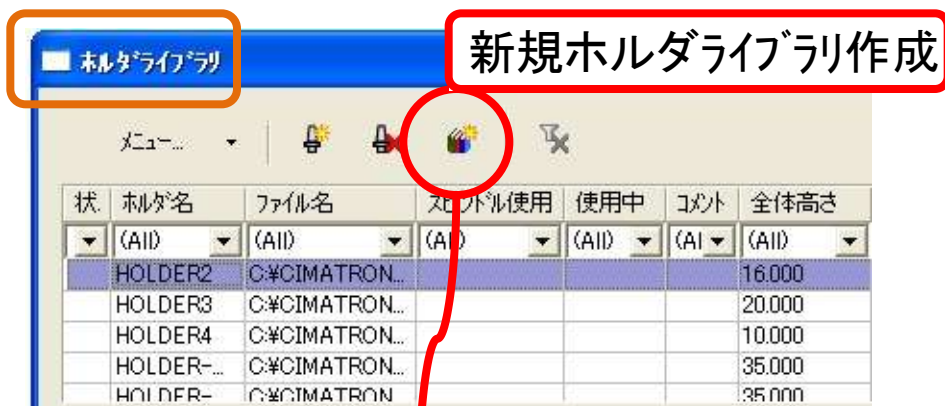 新規ホルダライブラリ作成
ホルダライブラリ
メニュー...
状. ホルダ名 ファイル名 スピンドル使用 使用中 コメント 全体高さ
(All) (All) (All) (All) (Al (All)
HOLDER2 C:¥CIMATRON... 16.000
HOLDER3 C:¥CIMATRON... 20.000
HOLDER4 C:¥CIMATRON... 10.000
HOLDER-... C:¥CIMATRON... 35.000
HOLDER- C:¥CIMATRON 35.000